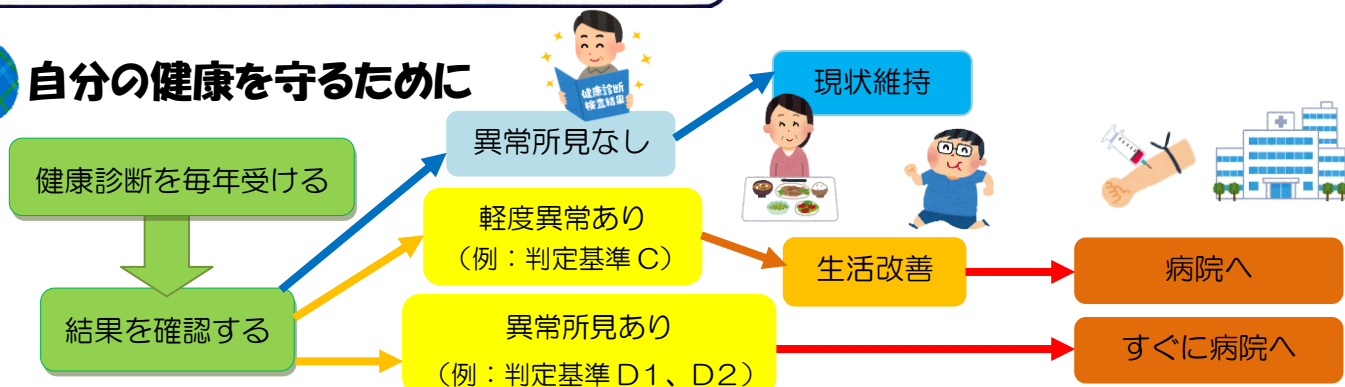 自分の健康を守るために
健康診断
検査結果
現状維持
異常所見なし
健康診断を毎年受ける
軽度異常あり
（例：判定基準Ｃ）
生活改善
病院へ
結果を確認する
異常所見あり
（例：判定基準Ｄ１、Ｄ２）
すぐに病院へ